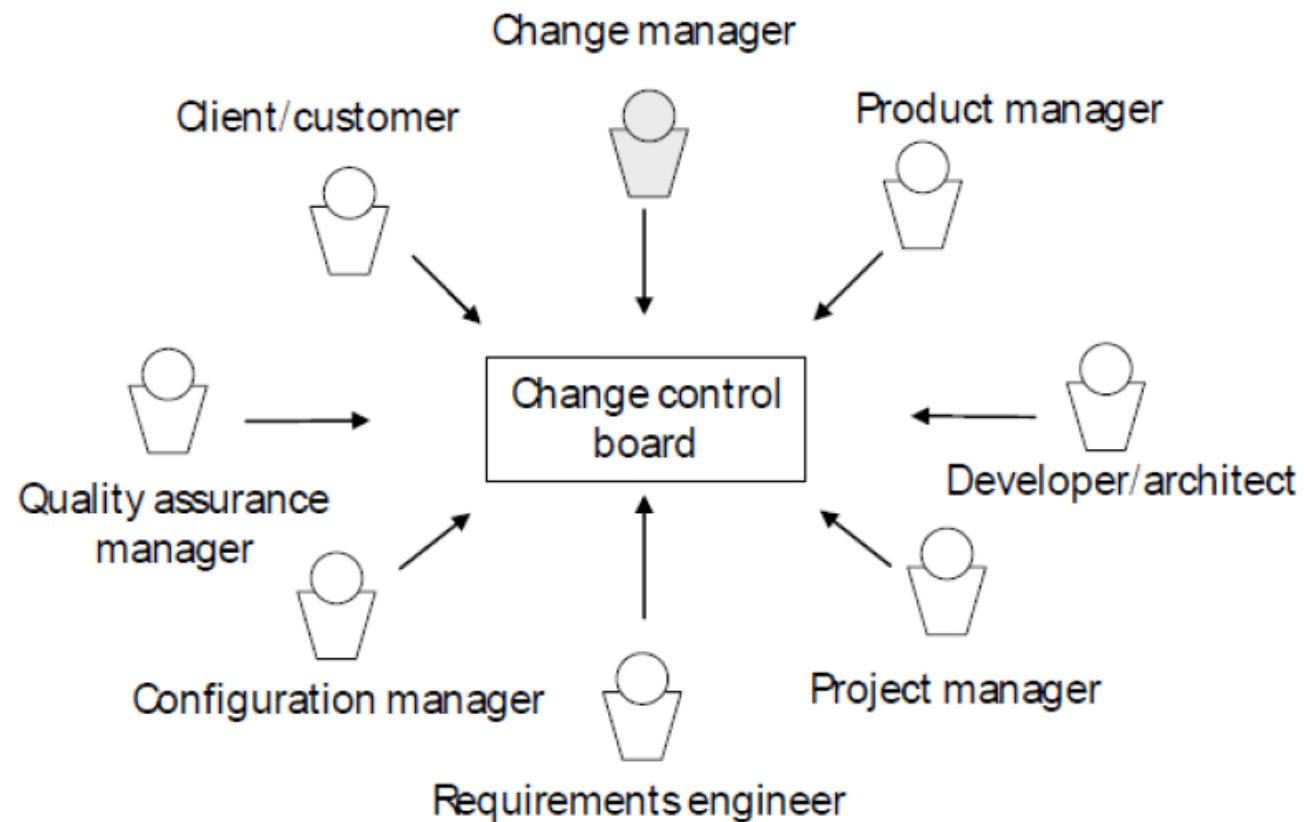 Change manager
Client/customer
Product manager
Change control
board
Quality assurance
manager
Developer/architect
Configuration manager
Project manager
Requirements engineer